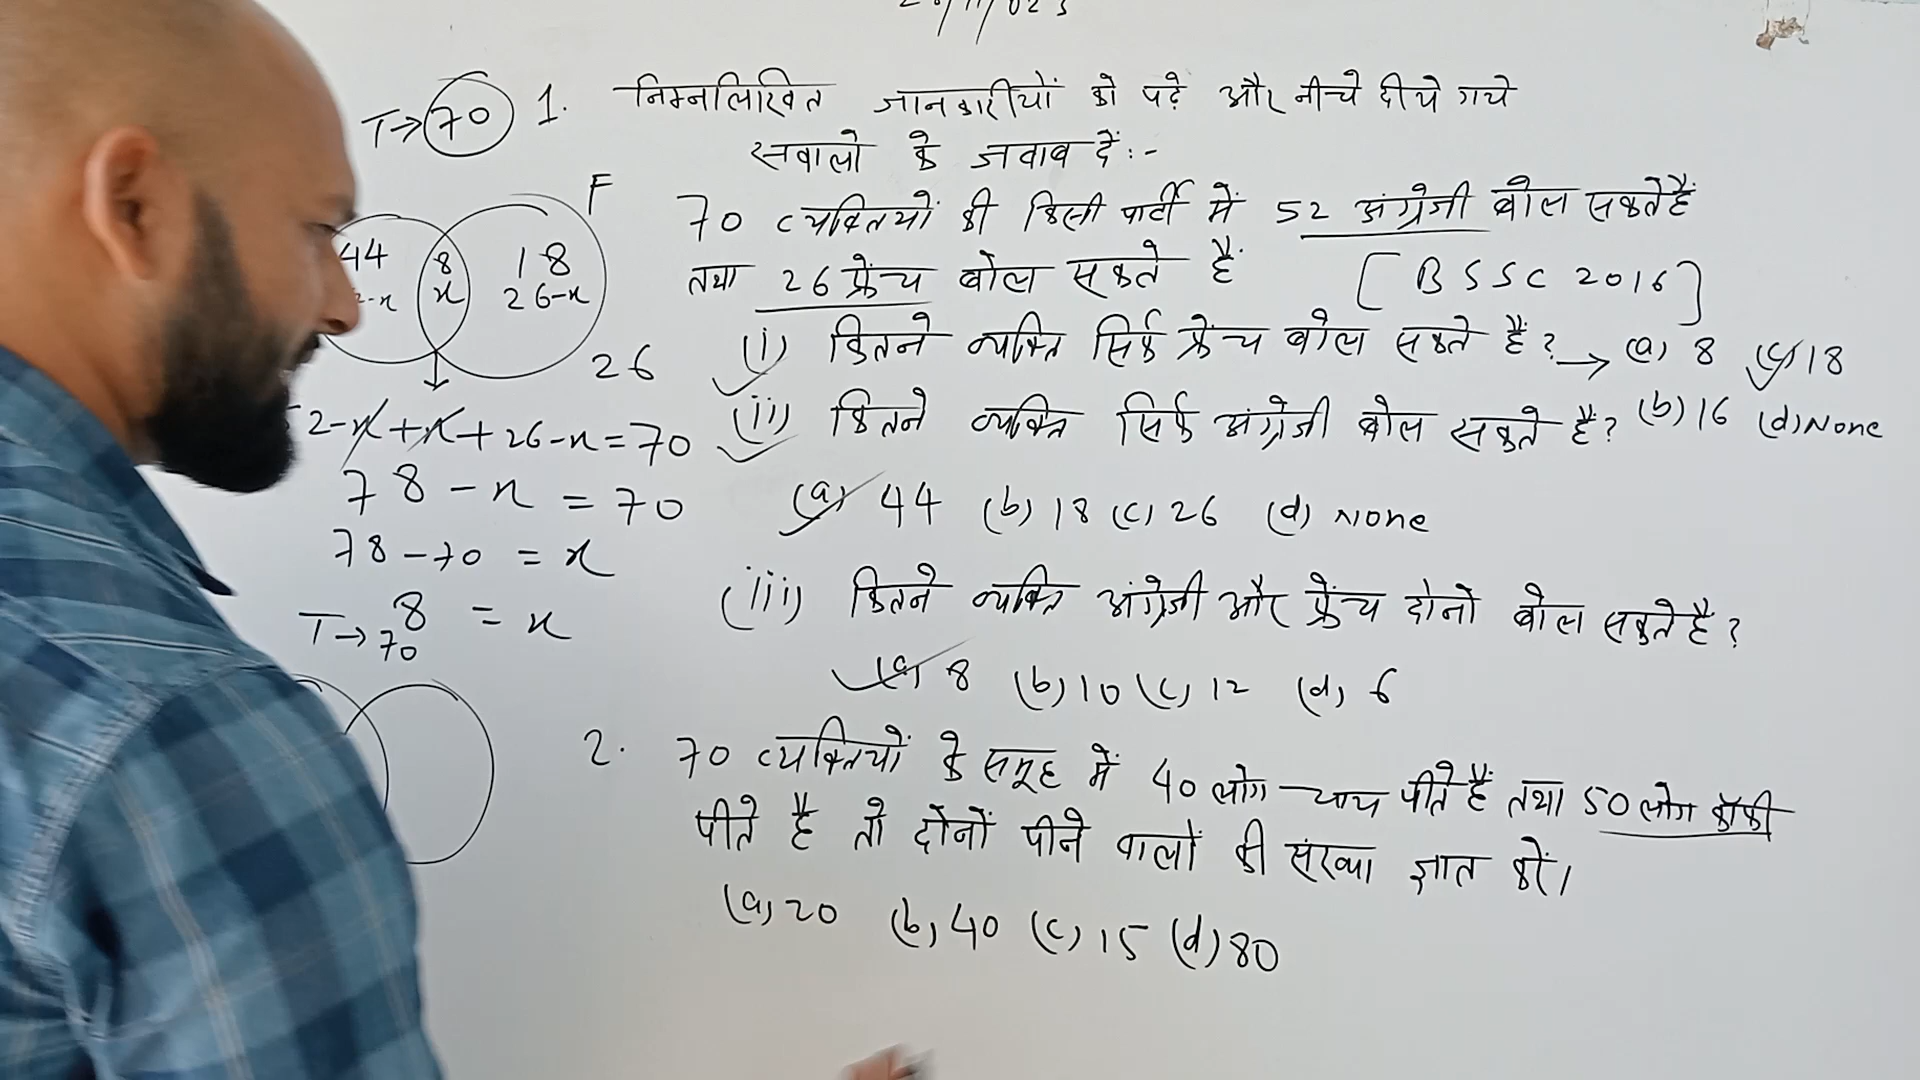 T→70
1. निम्नलिखित जानकारीयों को पढ़े और नीचे दीये गये
सवालो के जवाब दें:-
70 व्यक्तियों की किसी पार्टी में 52 अंग्रेजी बोल सकते हैं
तथा 26 फ्रेंच बोल सकते हैं [BSSC 2016]
(i) कितने व्यक्ति सिर्फ फ्रेंच बोल सकते हैं? → (a) 8 (c) 18
(b) 16 (d) None
(ii) कितने व्यक्ति सिर्फ अंग्रेजी बोल सकते हैं?
(a) 44 (b) 18 (c) 26 (d) None
(iii) कितने व्यक्ति अंग्रेजी और फ्रेंच दोनो बोल सकते है?
(a) 8 (b) 10 (c) 12 (d) 6
2. 70 व्यक्तियों के समूह में 40 लोग चाय पीते हैं तथा 50 लोग कॉफी
पीते हैं तो दोनों पीने वालों की संख्या ज्ञात करें।
(a) 20 (b) 40 (c) 15 (d) 80
F
44 8 18
x 26-x
26
52-x+x+26-x=70
78-x=70
78-70=x
8=x
T→70